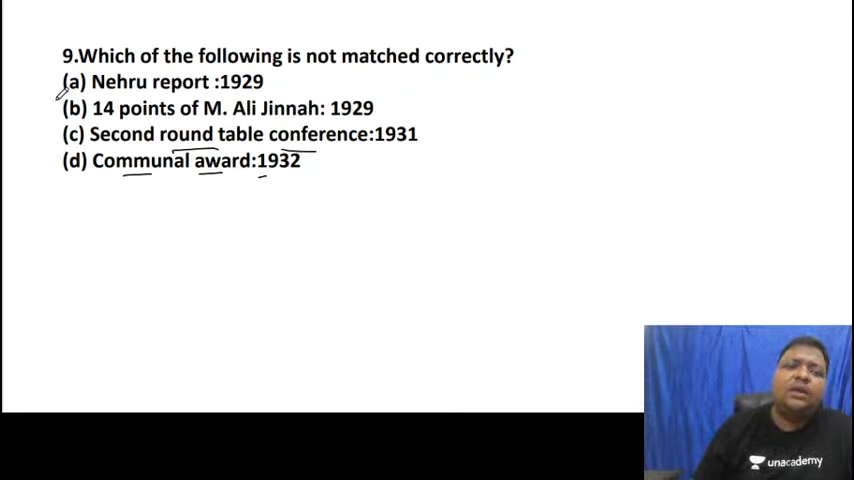 9.Which of the following is not matched correctly?
(a) Nehru report :1929
(b) 14 points of M. Ali Jinnah: 1929
(c) Second round table conference:1931
(d) Communal award:1932
unacademy